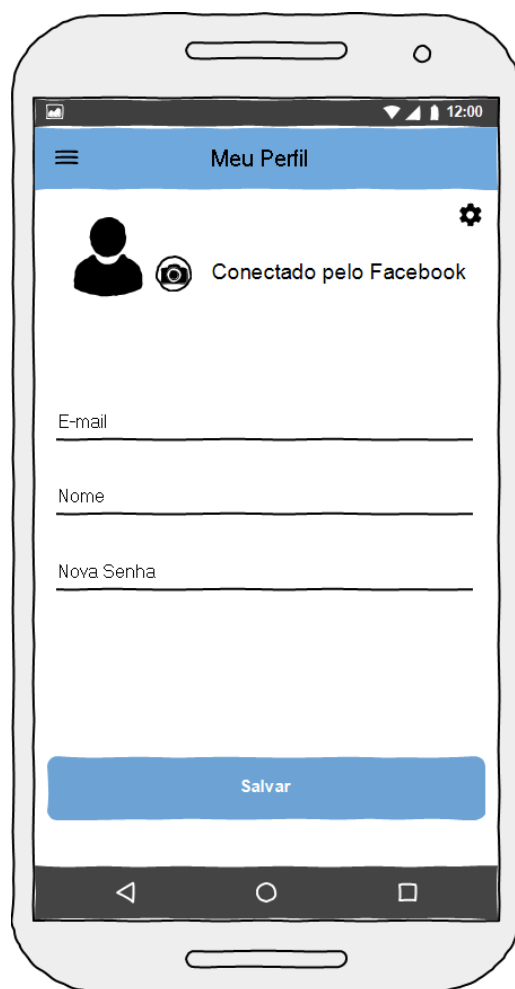 12:00
Meu Perfil
Conectado pelo Facebook
E-mail
Nome
Nova Senha
Salvar